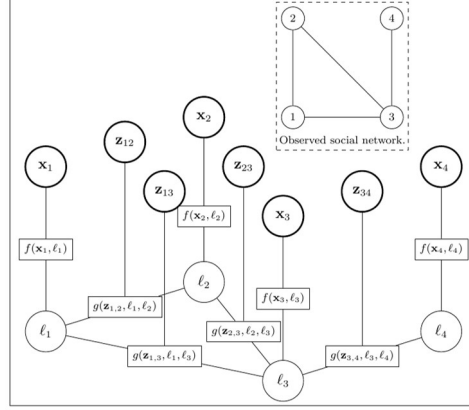 2 4
1 3
Observed social network.
x₂
z₁₂
x₁ z₂₃ z₃₄ x₄
z₁₃
f(x₂,ℓ₂) x₃
f(x₁,ℓ₁) f(x₄,ℓ₄)
ℓ₂
f(x₃,ℓ₃)
g(z₁,₂,ℓ₁,ℓ₂)
ℓ₁ g(z₂,₃,ℓ₂,ℓ₃) ℓ₄
g(z₁,₃,ℓ₁,ℓ₃) g(z₃,₄,ℓ₃,ℓ₄)
ℓ₃